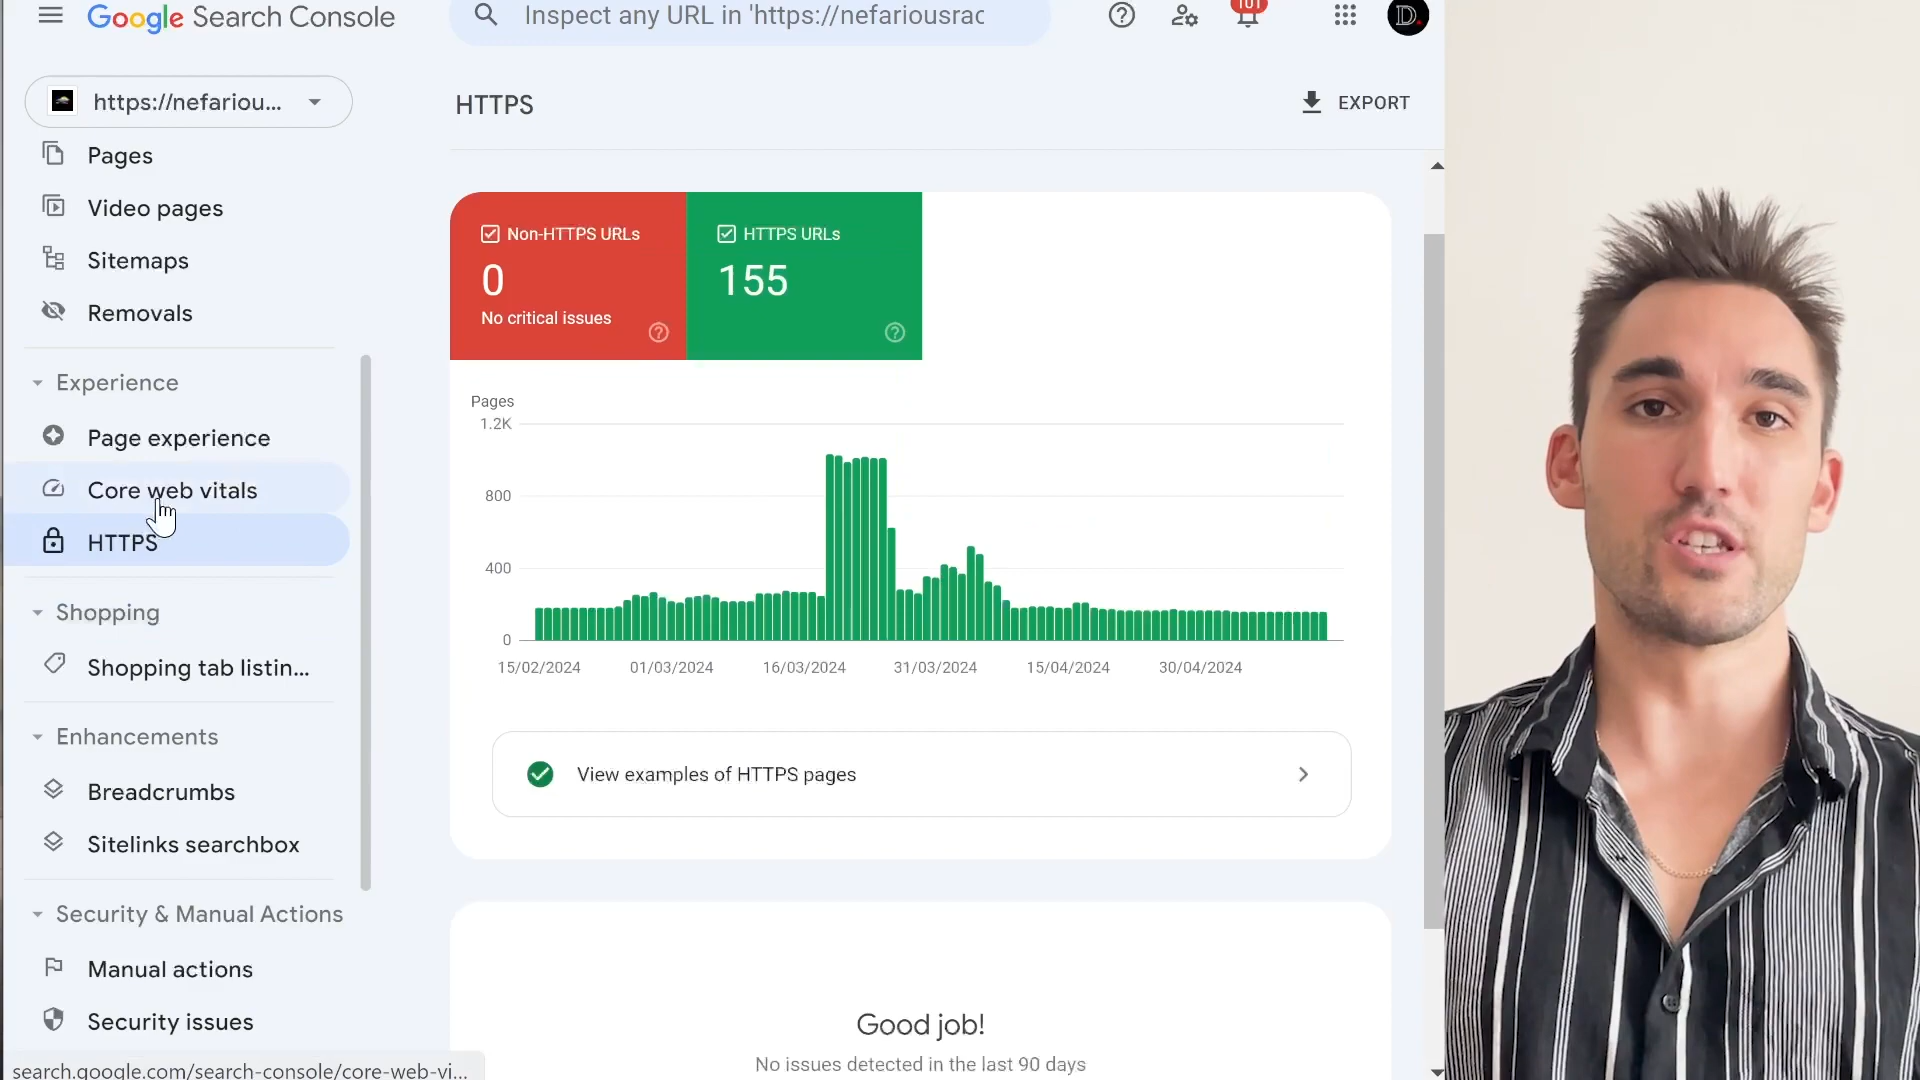 Google Search Console
Inspect any URL in 'https://nefariousrac
101
D.
https://nefariou...
HTTPS
EXPORT
Pages
Video pages
Sitemaps
Removals
Experience
Page experience
Core web vitals
HTTPS
Shopping
Shopping tab listin...
Enhancements
Breadcrumbs
Sitelinks searchbox
Security & Manual Actions
Manual actions
Security issues
search.google.com/search-console/core-web-vi...
Non-HTTPS URLs
0
No critical issues
HTTPS URLs
155
Pages
1.2K
800
400
0
15/02/2024 01/03/2024 16/03/2024 31/03/2024 15/04/2024 30/04/2024
View examples of HTTPS pages
Good job!
No issues detected in the last 90 days